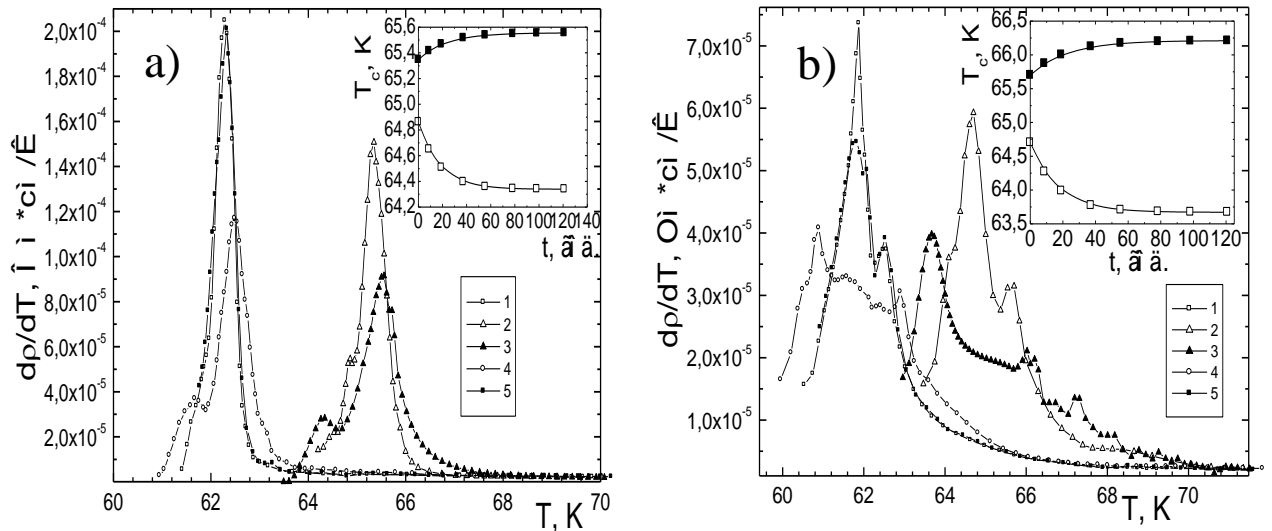 a)
2,0x10⁻⁴
1,8x10⁻⁴
1,6x10⁻⁴
1,4x10⁻⁴
1,2x10⁻⁴
1,0x10⁻⁴
8,0x10⁻⁵
6,0x10⁻⁵
4,0x10⁻⁵
2,0x10⁻⁵
dρ/dT, Î ì *cì /Ê
60 62 64 66 68 70
T, K
T_c, K
65,6
65,4
65,2
65,0
64,8
64,6
64,4
64,2
0 20 40 60 80 100 120 140
1
2
3
4
5
b)
7,0x10⁻⁵
6,0x10⁻⁵
5,0x10⁻⁵
4,0x10⁻⁵
3,0x10⁻⁵
2,0x10⁻⁵
1,0x10⁻⁵
dρ/dT, Oì *cì /Ê
60 62 64 66 68 70
T, K
T_c, K
66,5
66,0
65,5
65,0
64,5
64,0
63,5
0 20 40 60 80 100 120
1
2
3
4
5